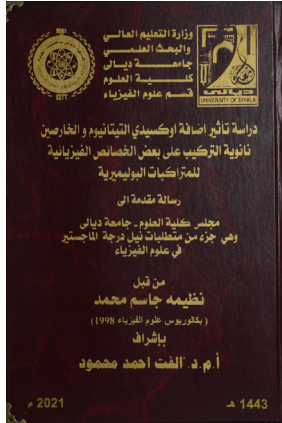 وزارة التعليم العالي
والبحث العلمي
جامعة ديالى
كلية العلوم
قسم علوم الفيزياء
ديالى
UNIVERSITY OF DIYALA
دراسة تأثير اضافة اوكسيدي التيتانيوم و الخارصين
نانوية التركيب على بعض الخصائص الفيزيائية
للمتراكبات البوليميرية
رسالة مقدمة الى
مجلس كلية العلوم - جامعة ديالى
وهي جزء من متطلبات نيل درجة الماجستير
في علوم الفيزياء
من قبل
نظيمه جاسم محمد
( بكالوريوس علوم الفيزياء 1998 )
بإشراف
أ.م.د. ألفت احمد محمود
1443 هـ
2021 م